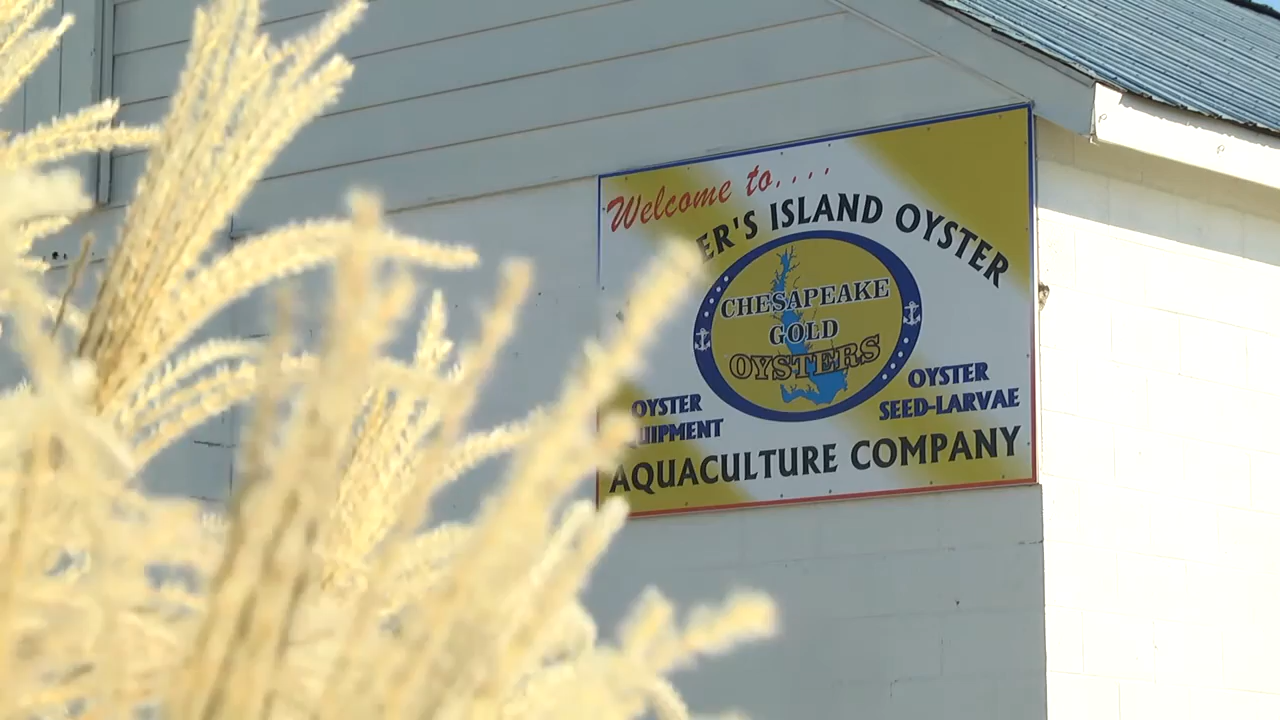 Welcome to....
ER'S ISLAND OYSTER
CHESAPEAKE
GOLD
OYSTERS
OYSTER
UIPMENT
OYSTER
SEED-LARVAE
AQUACULTURE COMPANY